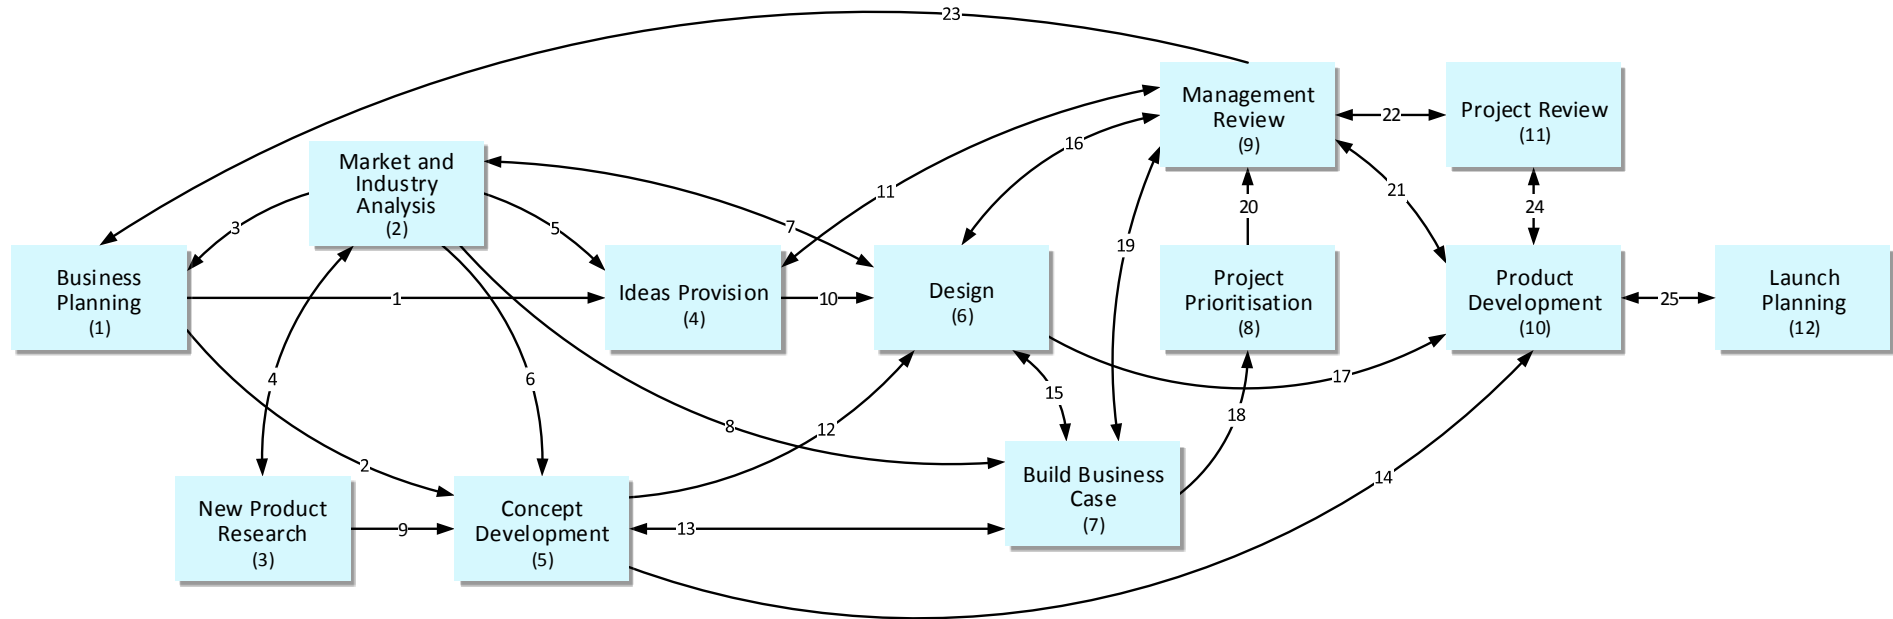 23
Management
Review
(9)
22
Project Review
(11)
Market and
Industry
Analysis
(2)
16
11
21
20
24
3
5
7
19
Business
Planning
(1)
1
Ideas Provision
(4)
10
Design
(6)
Project
Prioritisation
(8)
Product
Development
(10)
25
Launch
Planning
(12)
4
6
15
17
8
12
18
2
14
New Product
Research
(3)
9
Concept
Development
(5)
13
Build Business
Case
(7)